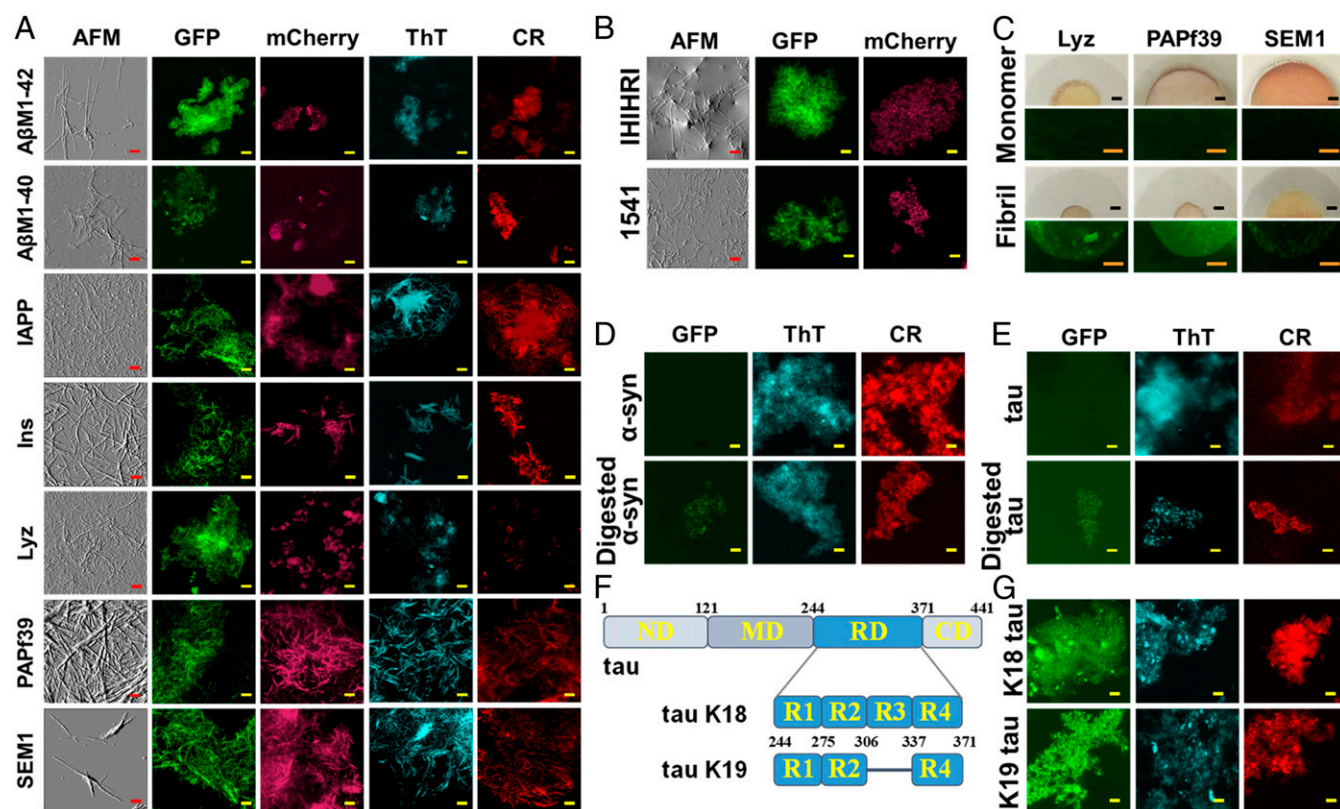 A
AFM GFP mCherry ThT CR
AβM1-42
AβM1-40
IAPP
Ins
Lyz
PAPf39
SEM1
B
AFM GFP mCherry
IHIHRI
1541
C
Lyz PAPf39 SEM1
Monomer
Fibril
D
GFP ThT CR
α-syn
Digested
α-syn
E
GFP ThT CR
tau
Digested
tau
F
1 121 244 371 441
ND MD RD CD
tau
tau K18 R1 R2 R3 R4
244 275 306 337 371
tau K19 R1 R2 R4
G
K18 tau
K19 tau